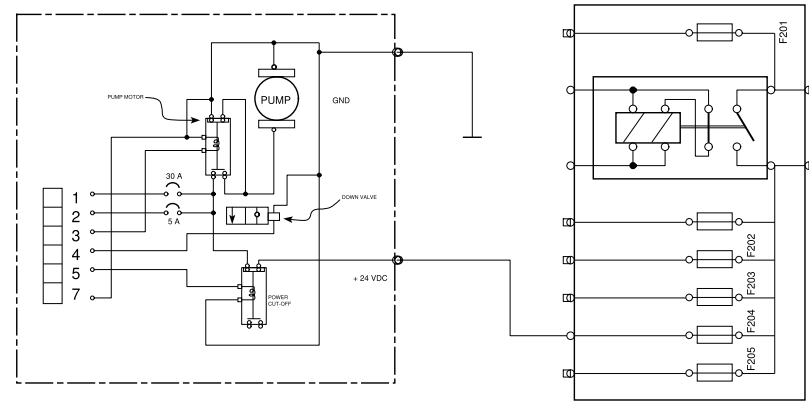 F201
PUMP MOTOR
PUMP
GND
30 A
1
DOWN VALVE
2
5 A
3
4
5
+ 24 VDC
7
POWER
CUT-OFF
F202
F203
F204
F205